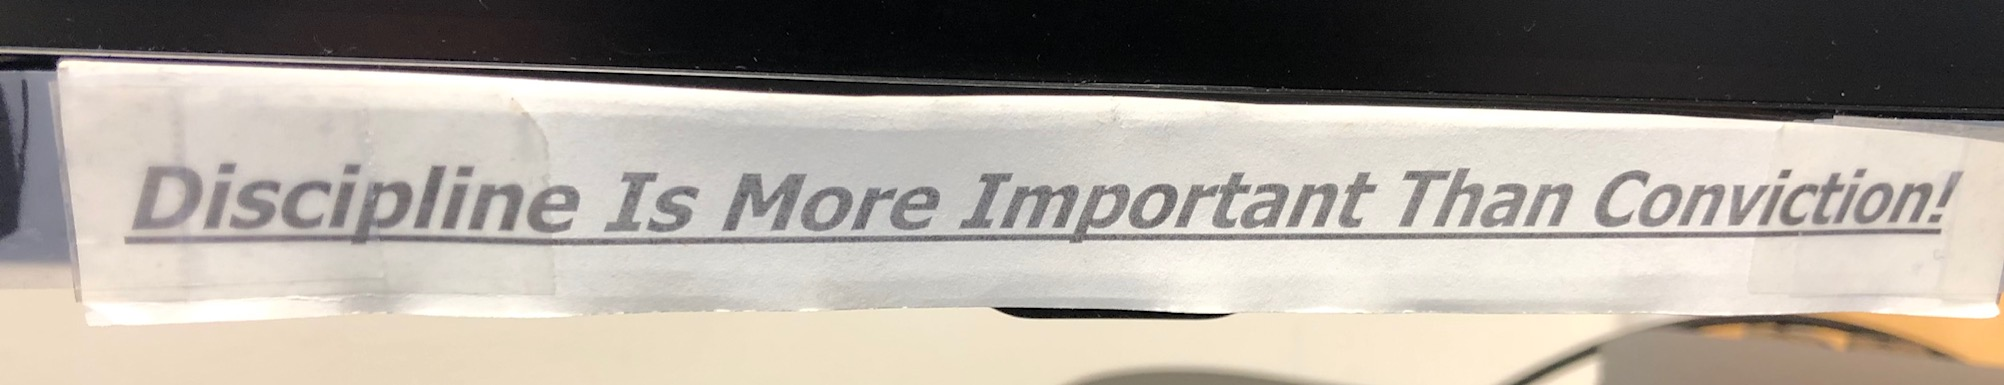 Discipline Is More Important Than Conviction!